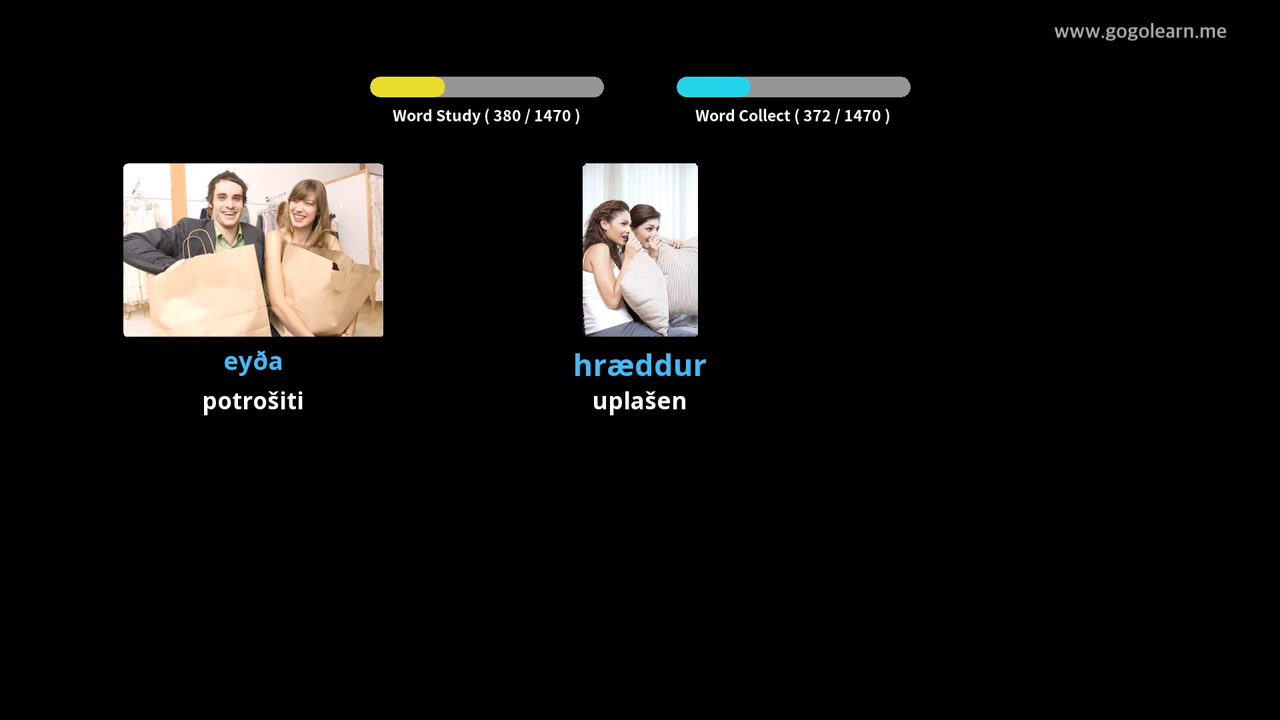 www.gogolearn.me
Word Study ( 380 / 1470 )
Word Collect ( 372 / 1470 )
eyða
hræddur
potrošiti
uplašen